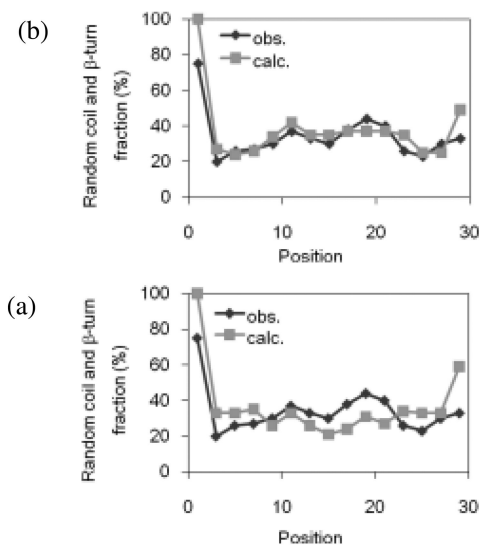 (b)
Random coil and β-turn
fraction (%)
100
80
60
40
20
0
obs.
calc.
0
10
20
30
Position
(a)
Random coil and β-turn
fraction (%)
100
80
60
40
20
0
obs.
calc.
0
10
20
30
Position